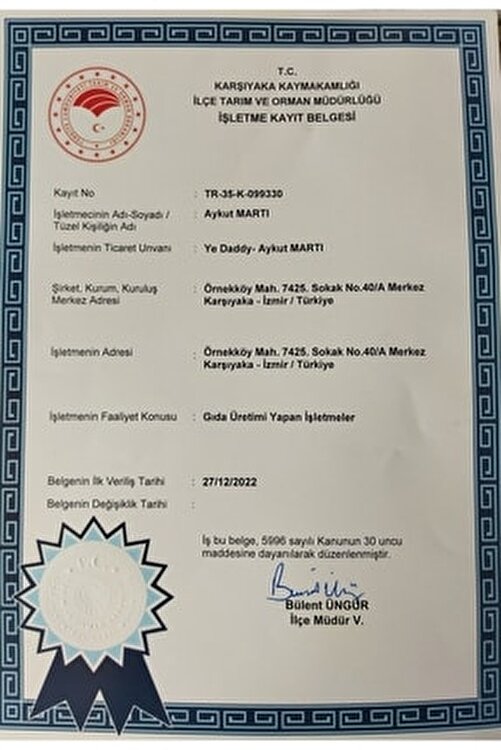 T.C.
KARŞIYAKA KAYMAKAMLIĞI
İLÇE TARIM VE ORMAN MÜDÜRLÜĞÜ
İŞLETME KAYIT BELGESİ
Kayıt No : TR-35-K-099330
İşletmecinin Adı-Soyadı / : Aykut MARTI
Tüzel Kişiliğin Adı
İşletmenin Ticaret Unvanı : Ye Daddy- Aykut MARTI
Şirket, Kurum, Kuruluş : Örnekköy Mah. 7425. Sokak No.40/A Merkez
Merkez Adresi Karşıyaka - İzmir / Türkiye
İşletmenin Adresi : Örnekköy Mah. 7425. Sokak No.40/A Merkez
Karşıyaka - İzmir / Türkiye
İşletmenin Faaliyet Konusu : Gıda Üretimi Yapan İşletmeler
Belgenin İlk Veriliş Tarihi : 27/12/2022
Belgenin Değişiklik Tarihi :
İş bu belge, 5996 sayılı Kanunun 30 uncu
maddesine dayanılarak düzenlenmiştir.
Bülent ÜNGÜR
İlçe Müdür V.